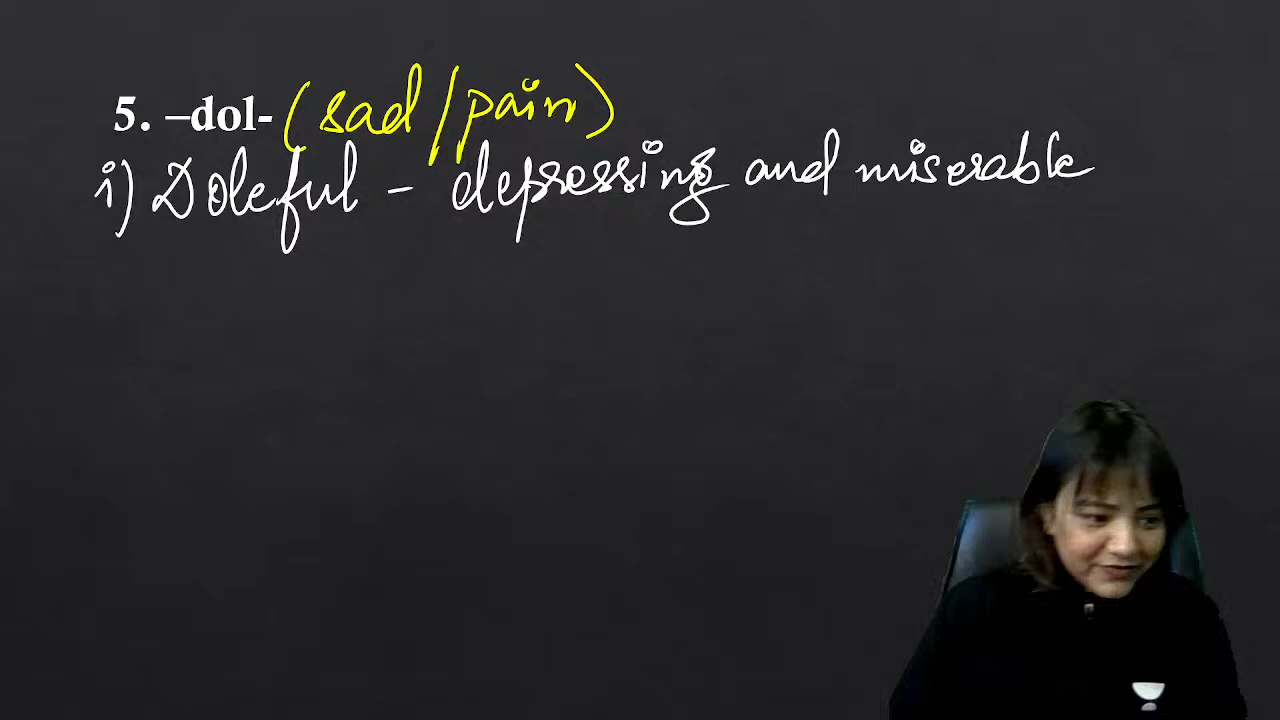 5. –dol- (sad/pain)
i) Doleful - depressing and miserable